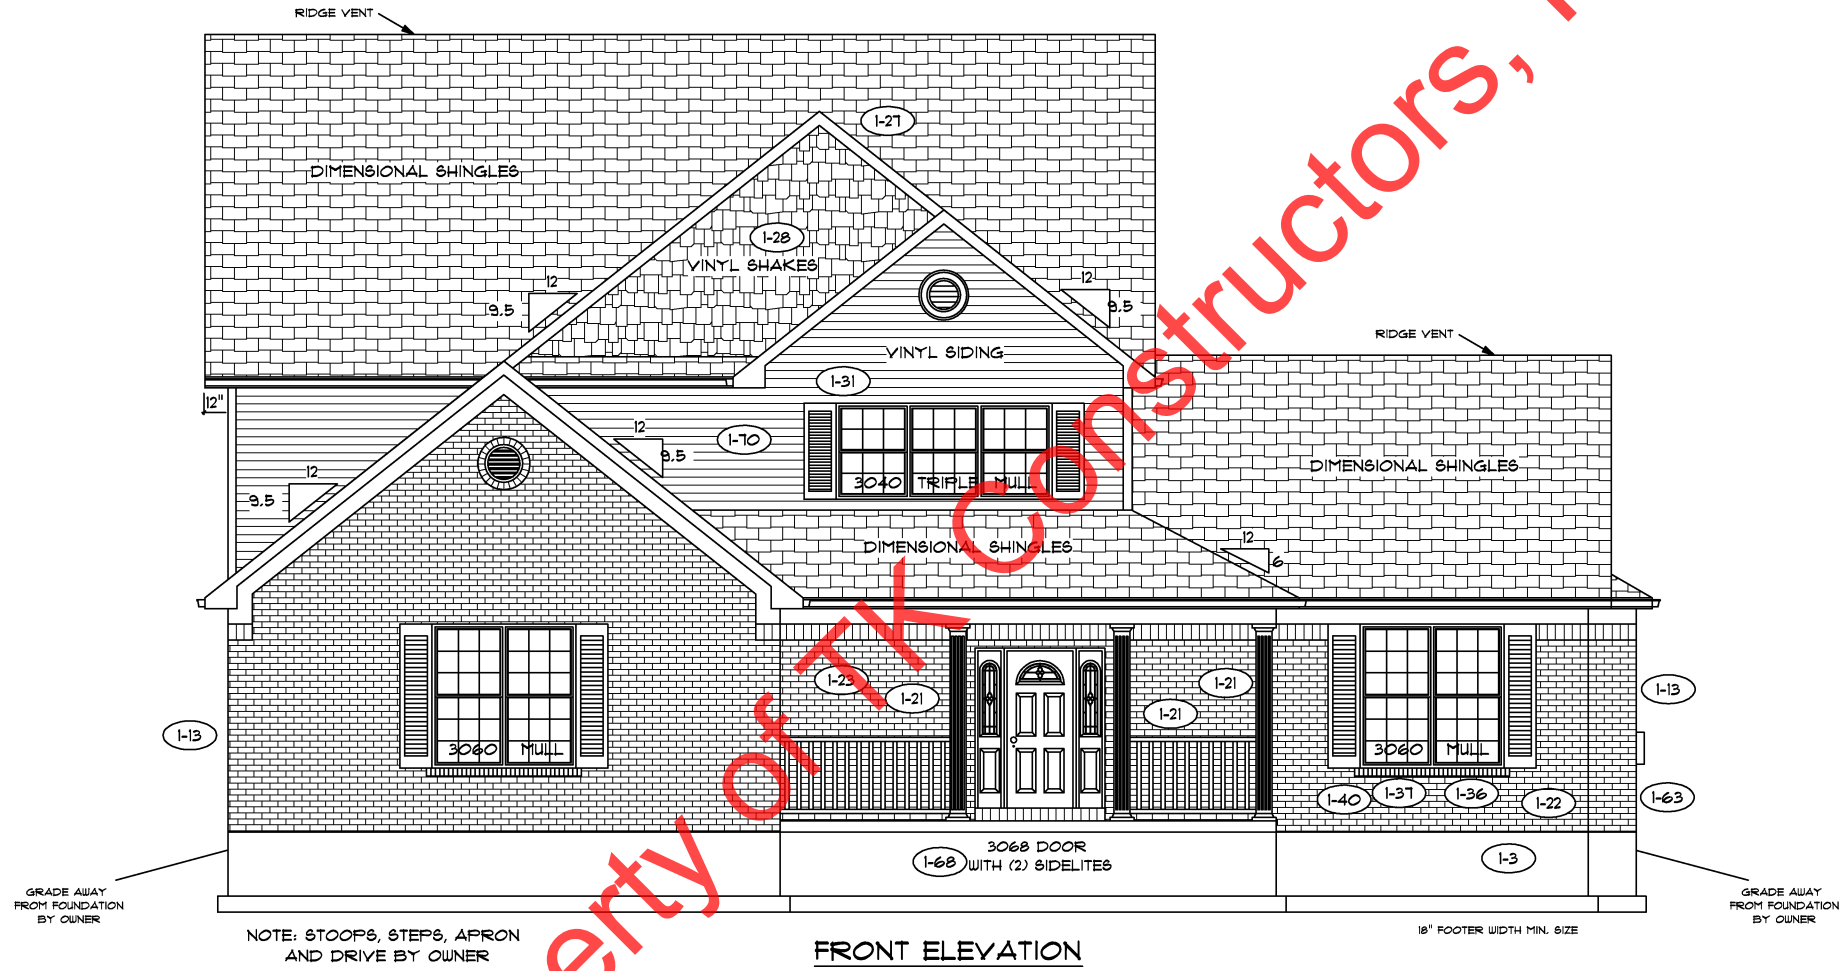 RIDGE VENT
1-27
DIMENSIONAL SHINGLES
1-28
VINYL SHAKES
12
9.5
12
9.5
RIDGE VENT
VINYL SIDING
1-31
12"
12
9.5
1-70
12
9.5
3040 TRIPLE MULL
DIMENSIONAL SHINGLES
DIMENSIONAL SHINGLES
12
6
1-23
1-21
1-21
1-21
1-13
1-13
3060 MULL
3060 MULL
1-40
1-37
1-36
1-22
1-63
3068 DOOR
WITH (2) SIDELITES
1-68
1-3
GRADE AWAY
FROM FOUNDATION
BY OWNER
GRADE AWAY
FROM FOUNDATION
BY OWNER
NOTE: STOOPS, STEPS, APRON
AND DRIVE BY OWNER
FRONT ELEVATION
18" FOOTER WIDTH MIN. SIZE
erty of TK Constructors,